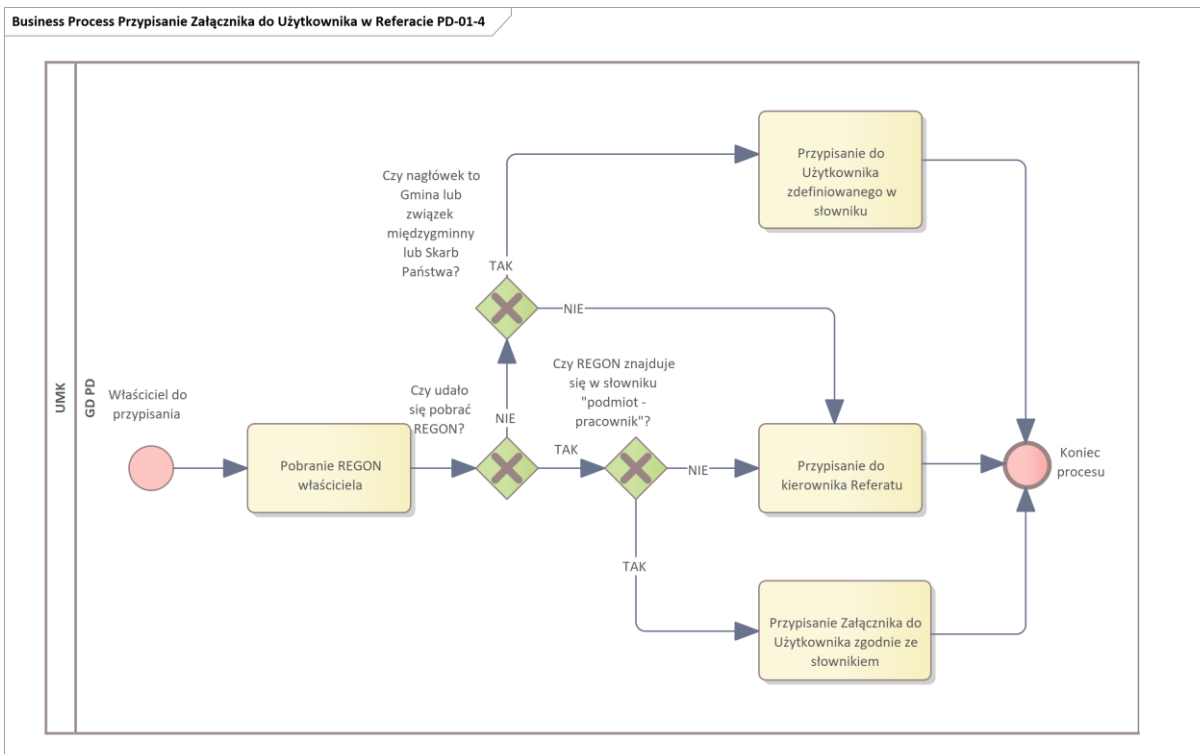 Business Process Przypisanie Załącznika do Użytkownika w Referacie PD-01-4
UMK
GD PD
Właściciel do
przypisania
Pobranie REGON
właściciela
Czy udało
się pobrać
REGON?
NIE
TAK
Czy nagłówek to
Gmina lub
związek
międzygminny
lub Skarb
Państwa?
TAK
NIE
Czy REGON znajduje
się w słowniku
"podmiot -
pracownik"?
NIE
TAK
Przypisanie do
Użytkownika
zdefiniowanego w
słowniku
Przypisanie do
kierownika Referatu
Przypisanie Załącznika do
Użytkownika zgodnie ze
słownikiem
Koniec
procesu